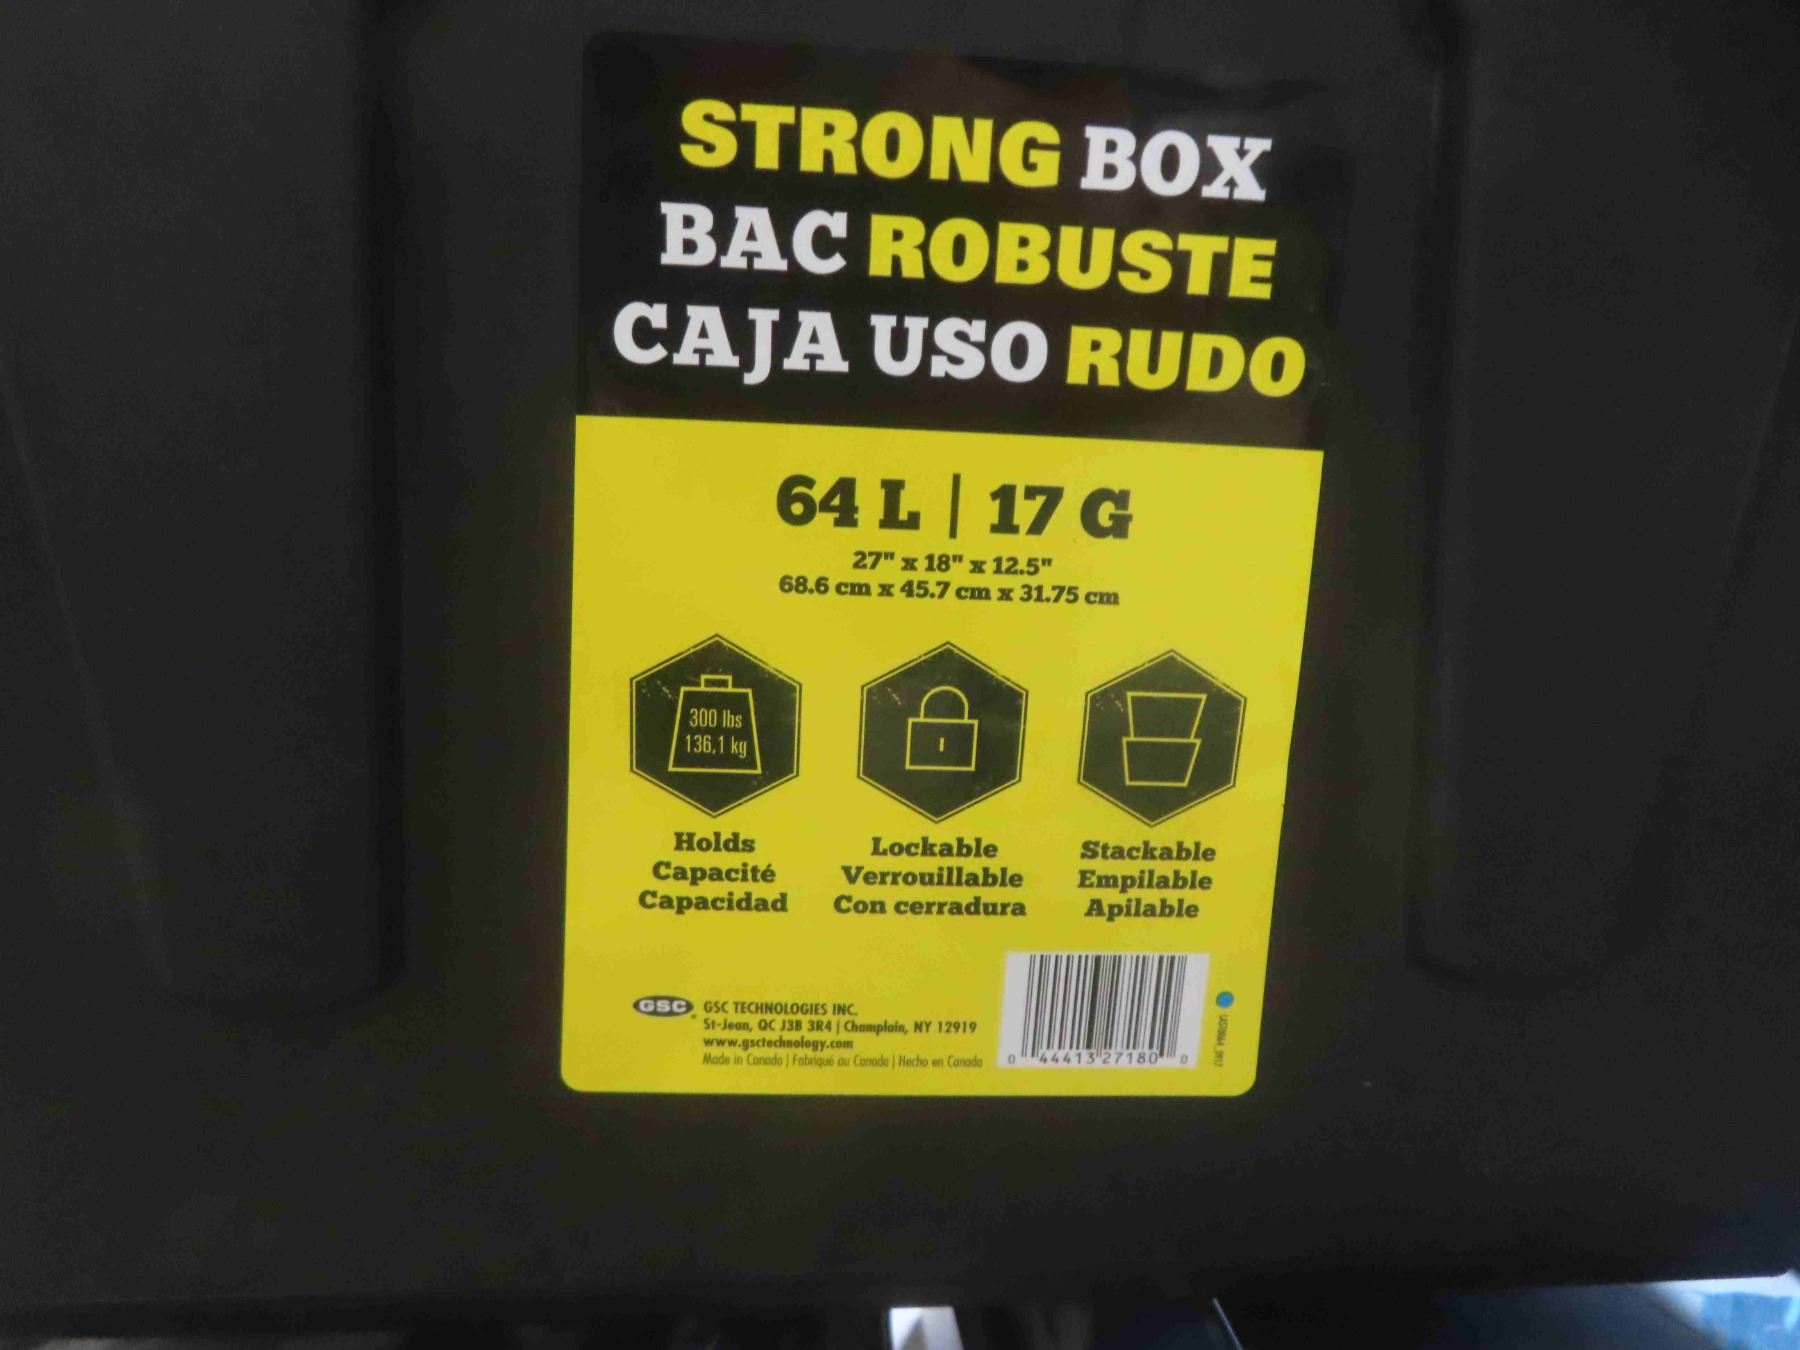 STRONG BOX
BAC ROBUSTE
CAJA USO RUDO
64 L | 17 G
27" x 18" x 12.5"
68.6 cm x 45.7 cm x 31.75 cm
300 lbs
136,1 kg
Holds
Capacité
Capacidad
Lockable
Verrouillable
Con cerradura
Stackable
Empilable
Apilable
GSC
GSC TECHNOLOGIES INC.
St-Jean, QC J3B 3R4 | Champlain, NY 12919
www.gsctechnology.com
Made in Canada | Fabriqué au Canada | Hecho en Canada
0 44413 27180 0